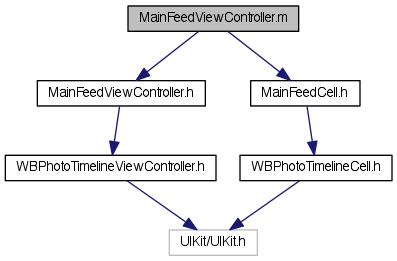 MainFeedViewController.m
MainFeedViewController.h
MainFeedCell.h
WBPhotoTimelineViewController.h
WBPhotoTimelineCell.h
UIKit/UIKit.h